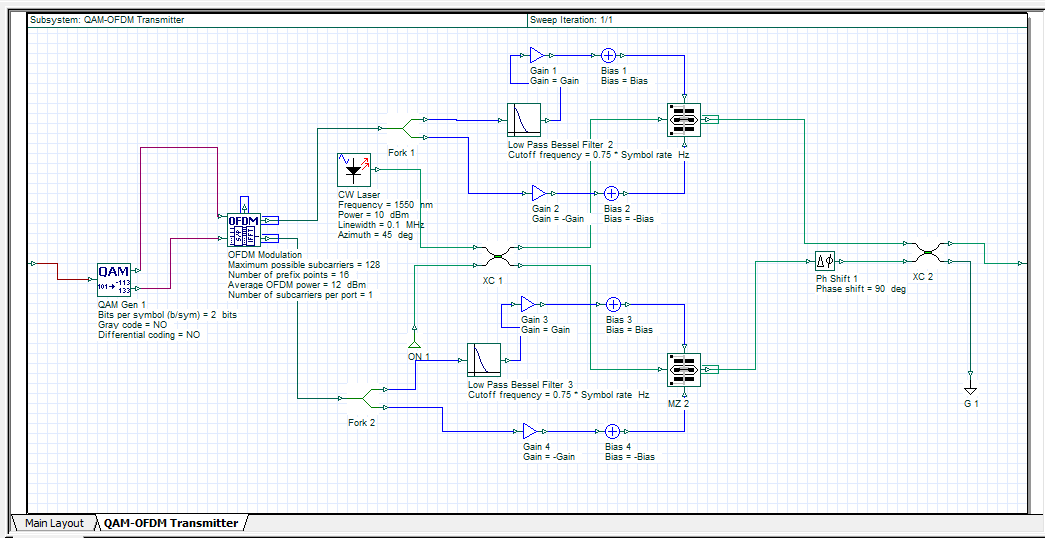 Subsystem: QAM-OFDM Transmitter
Sweep Iteration: 1/1
Gain 1
Gain = Gain
Bias 1
Bias = Bias
Low Pass Bessel Filter 2
Cutoff frequency = 0.75 * Symbol rate Hz
Fork 1
CW Laser
Frequency = 1550 nm
Power = 10 dBm
Linewidth = 0.1 MHz
Azimuth = 45 deg
Gain 2
Gain = -Gain
Bias 2
Bias = -Bias
OFDM
OFDM Modulation
Maximum possible subcarriers = 128
Number of prefix points = 16
Average OFDM power = 12 dBm
Number of subcarriers per port = 1
QAM
101→ -113
133
QAM Gen 1
Bits per symbol (b/sym) = 2 bits
Gray code = NO
Differential coding = NO
XC 1
Δϕ
Ph Shift 1
Phase shift = 90 deg
XC 2
Gain 3
Gain = Gain
Bias 3
Bias = Bias
ON 1
Low Pass Bessel Filter 3
Cutoff frequency = 0.75 * Symbol rate Hz
MZ 2
G 1
Fork 2
Gain 4
Gain = -Gain
Bias 4
Bias = -Bias
Main Layout
QAM-OFDM Transmitter